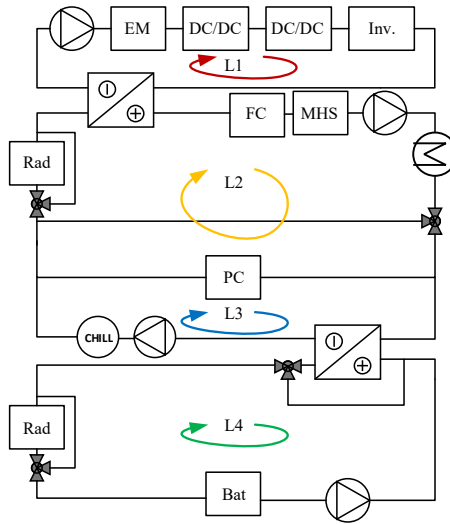 EM DC/DC DC/DC Inv.
L1
FC MHS
Rad
L2
PC
L3
CHILL
Rad
L4
Bat